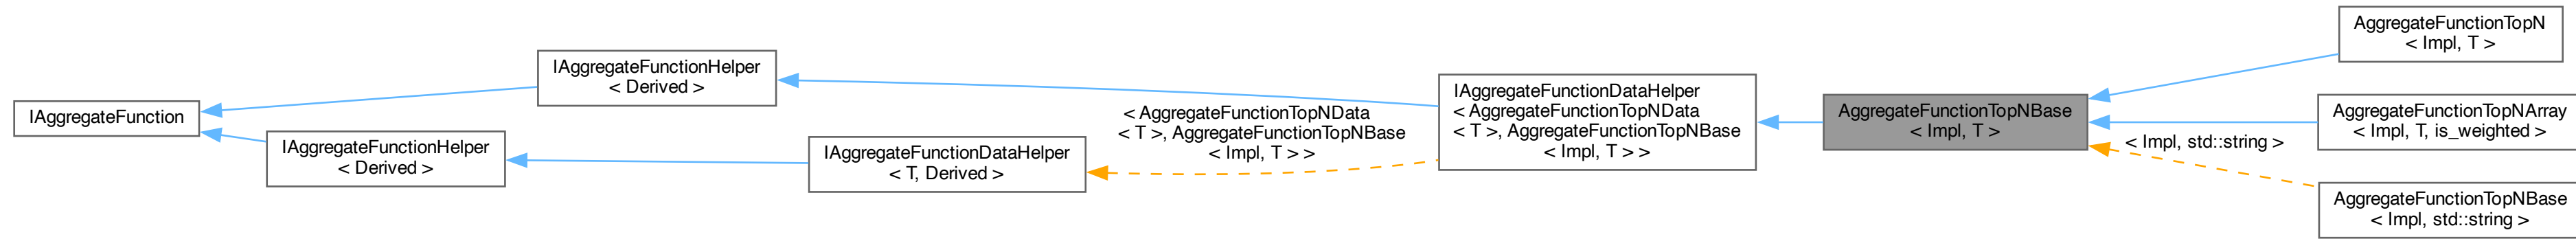 IAggregateFunction
IAggregateFunctionHelper
< Derived >
IAggregateFunctionHelper
< Derived >
IAggregateFunctionDataHelper
< T, Derived >
< AggregateFunctionTopNData
< T >, AggregateFunctionTopNBase
< Impl, T > >
IAggregateFunctionDataHelper
< AggregateFunctionTopNData
< T >, AggregateFunctionTopNBase
< Impl, T > >
AggregateFunctionTopNBase
< Impl, T >
AggregateFunctionTopN
< Impl, T >
AggregateFunctionTopNArray
< Impl, T, is_weighted >
< Impl, std::string >
AggregateFunctionTopNBase
< Impl, std::string >